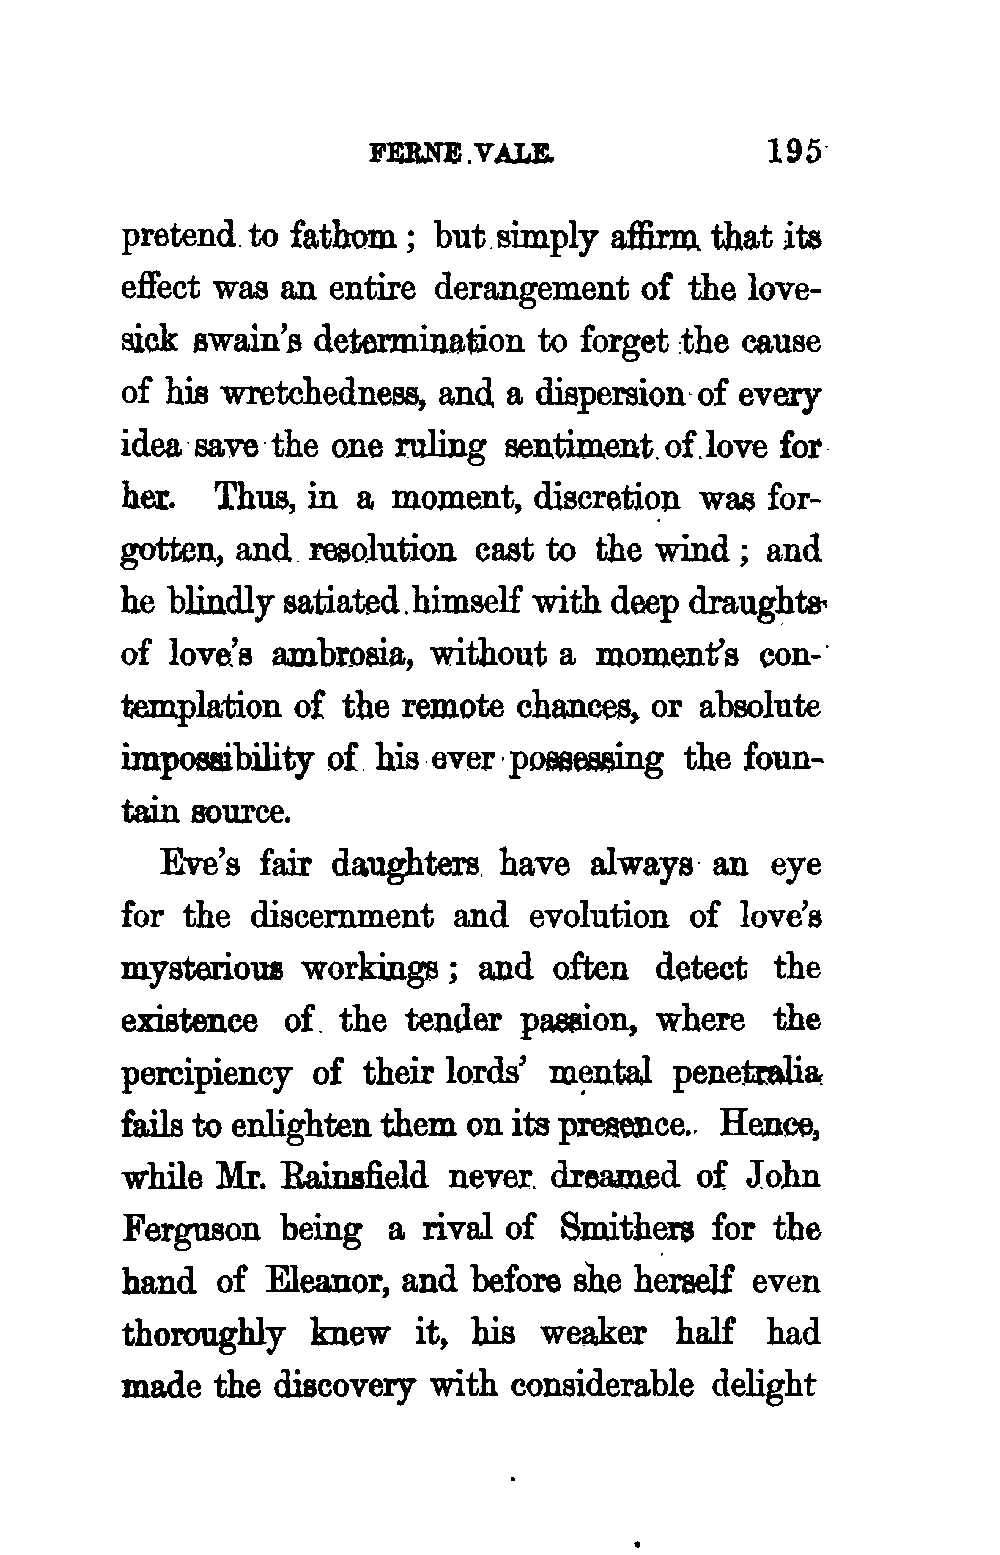 FERNE VALE. 195
pretend to fathom ; but simply affirm that its
effect was an entire derangement of the love-
sick swain's determination to forget the cause
of his wretchedness, and a dispersion of every
idea save the one ruling sentiment of love for
her. Thus, in a moment, discretion was for-
gotten, and resolution cast to the wind ; and
he blindly satiated himself with deep draughts
of love's ambrosia, without a moment's con-
templation of the remote chances, or absolute
impossibility of his ever possessing the foun-
tain source.
Eve's fair daughters have always an eye
for the discernment and evolution of love's
mysterious workings ; and often detect the
existence of the tender passion, where the
percipiency of their lords' mental penetralia
fails to enlighten them on its presence. Hence,
while Mr. Rainsfield never dreamed of John
Ferguson being a rival of Smithers for the
hand of Eleanor, and before she herself even
thoroughly knew it, his weaker half had
made the discovery with considerable delight